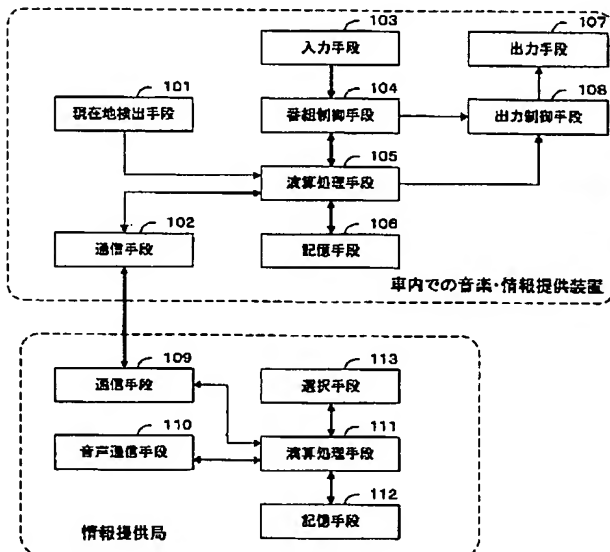 103
入力手段
107
出力手段
101
現在地検出手段
104
番組制御手段
108
出力制御手段
105
演算処理手段
102
通信手段
106
記憶手段
車内での音楽・情報提供装置
109
通信手段
113
選択手段
110
音声通信手段
111
演算処理手段
112
記憶手段
情報提供局